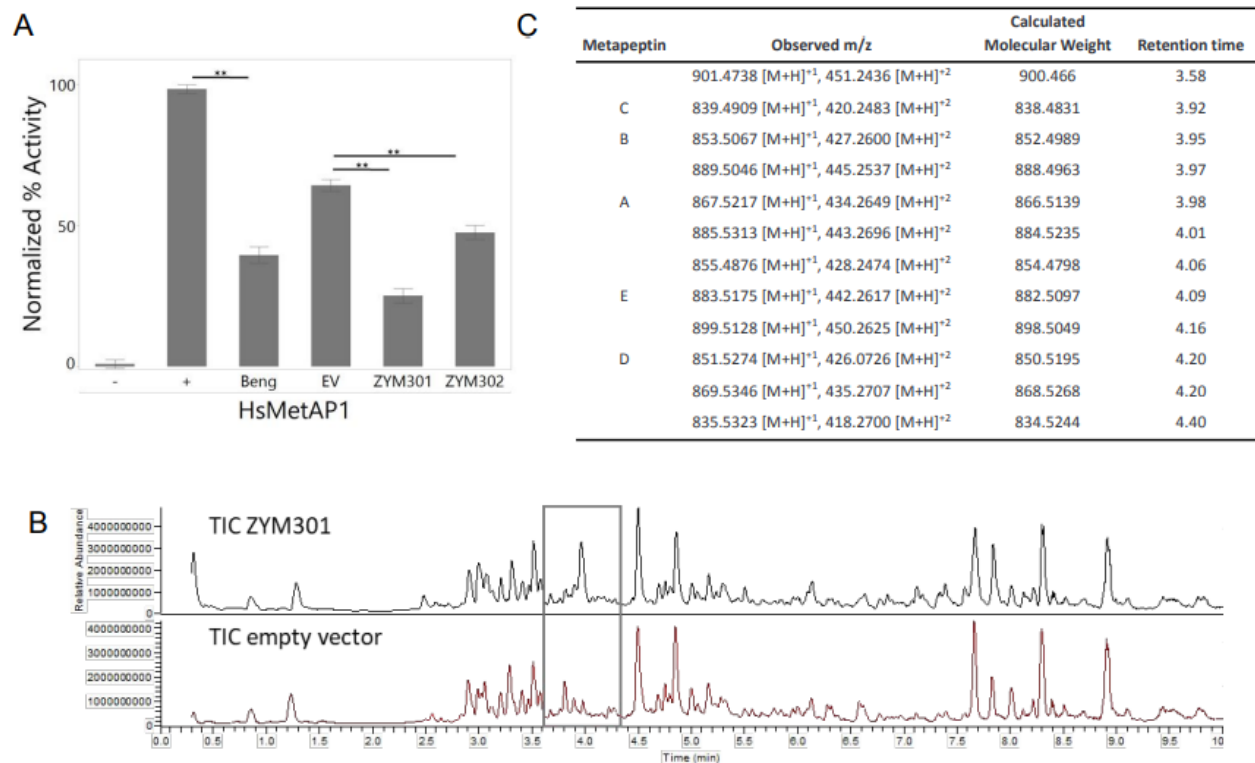 A
Normalized % Activity
100
50
0
**
**
**
- + Beng EV ZYM301 ZYM302
HsMetAP1
C
Metapeptin Observed m/z Calculated Molecular Weight Retention time
901.4738 [M+H]+1, 451.2436 [M+H]+2 900.466 3.58
C 839.4909 [M+H]+1, 420.2483 [M+H]+2 838.4831 3.92
B 853.5067 [M+H]+1, 427.2600 [M+H]+2 852.4989 3.95
889.5046 [M+H]+1, 445.2537 [M+H]+2 888.4963 3.97
A 867.5217 [M+H]+1, 434.2649 [M+H]+2 866.5139 3.98
885.5313 [M+H]+1, 443.2696 [M+H]+2 884.5235 4.01
855.4876 [M+H]+1, 428.2474 [M+H]+2 854.4798 4.06
E 883.5175 [M+H]+1, 442.2617 [M+H]+2 882.5097 4.09
899.5128 [M+H]+1, 450.2625 [M+H]+2 898.5049 4.16
D 851.5274 [M+H]+1, 426.0726 [M+H]+2 850.5195 4.20
869.5346 [M+H]+1, 435.2707 [M+H]+2 868.5268 4.20
835.5323 [M+H]+1, 418.2700 [M+H]+2 834.5244 4.40
B
TIC ZYM301
Relative Abundance
4000000000
3000000000
2000000000
1000000000
0
TIC empty vector
4000000000
3000000000
2000000000
1000000000
0.0 0.5 1.0 1.5 2.0 2.5 3.0 3.5 4.0 4.5 5.0 5.5 6.0 6.5 7.0 7.5 8.0 8.5 9.0 9.5 10
Time (min)